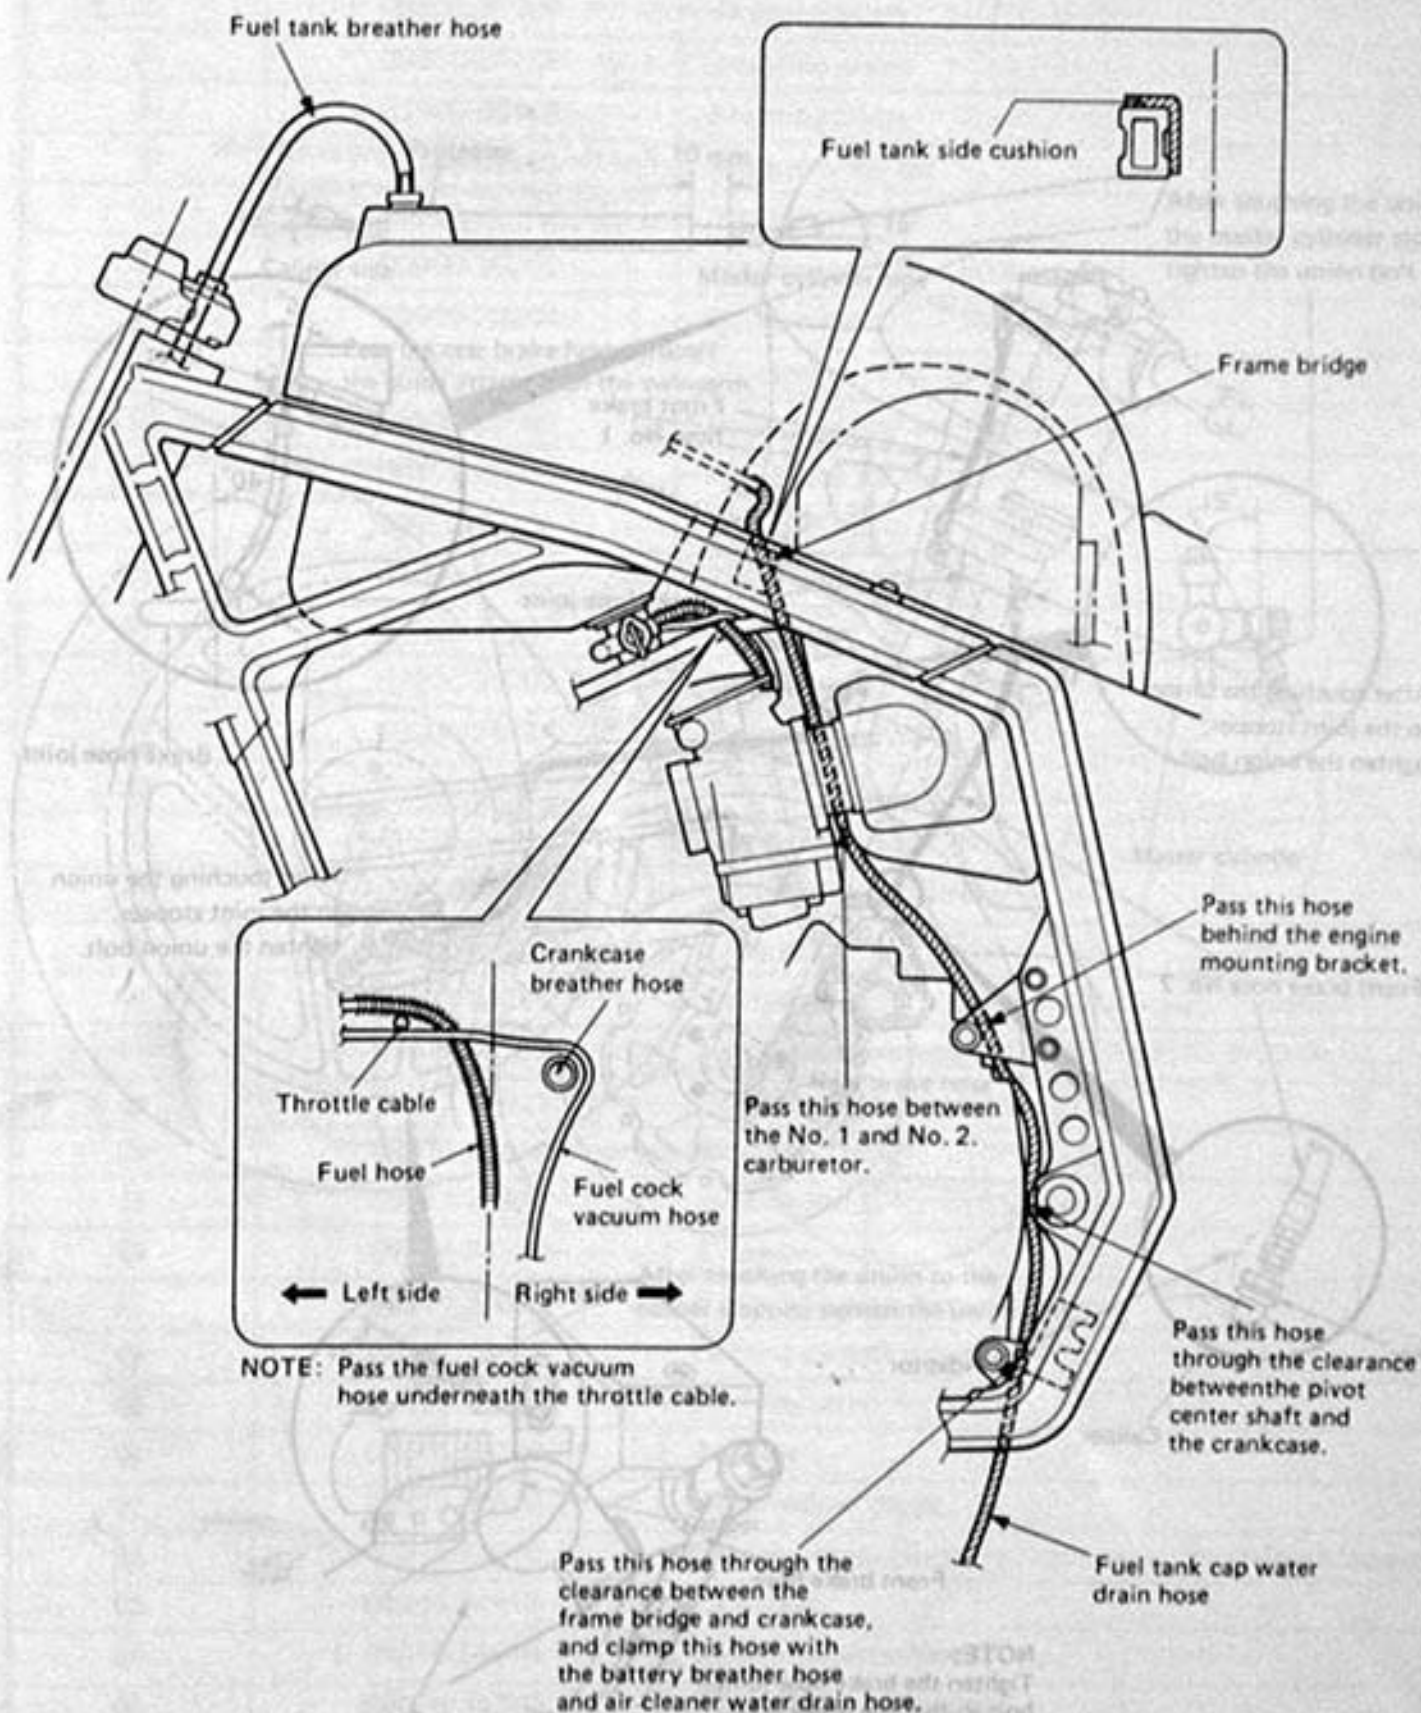 Fuel tank breather hose
Fuel tank side cushion
Frame bridge
Pass this hose
behind the engine
mounting bracket.
Crankcase
breather hose
Throttle cable
Fuel hose
Fuel cock
vacuum hose
Left side
Right side
NOTE: Pass the fuel cock vacuum
hose underneath the throttle cable.
Pass this hose between
the No. 1 and No. 2.
carburetor.
Pass this hose
through the clearance
betweenthe pivot
center shaft and
the crankcase.
Pass this hose through the
clearance between the
frame bridge and crankcase,
and clamp this hose with
the battery breather hose
and air cleaner water drain hose.
Fuel tank cap water
drain hose